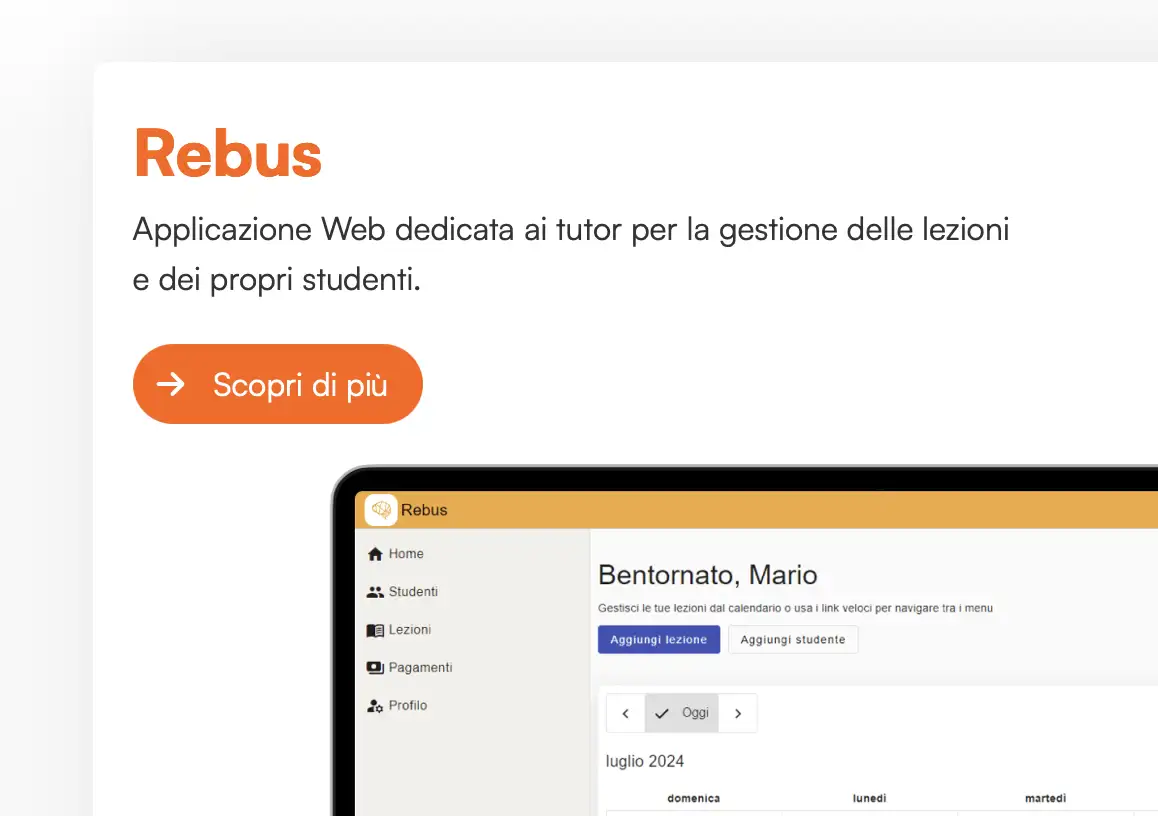 Rebus
Applicazione Web dedicata ai tutor per la gestione delle lezioni
e dei propri studenti.
Scopri di più
Rebus
Home
Studenti
Lezioni
Pagamenti
Profilo
Bentornato, Mario
Gestisci le tue lezioni dal calendario o usa i link veloci per navigare tra i menu
Aggiungi lezione Aggiungi studente
Oggi
luglio 2024
domenica lunedì martedì